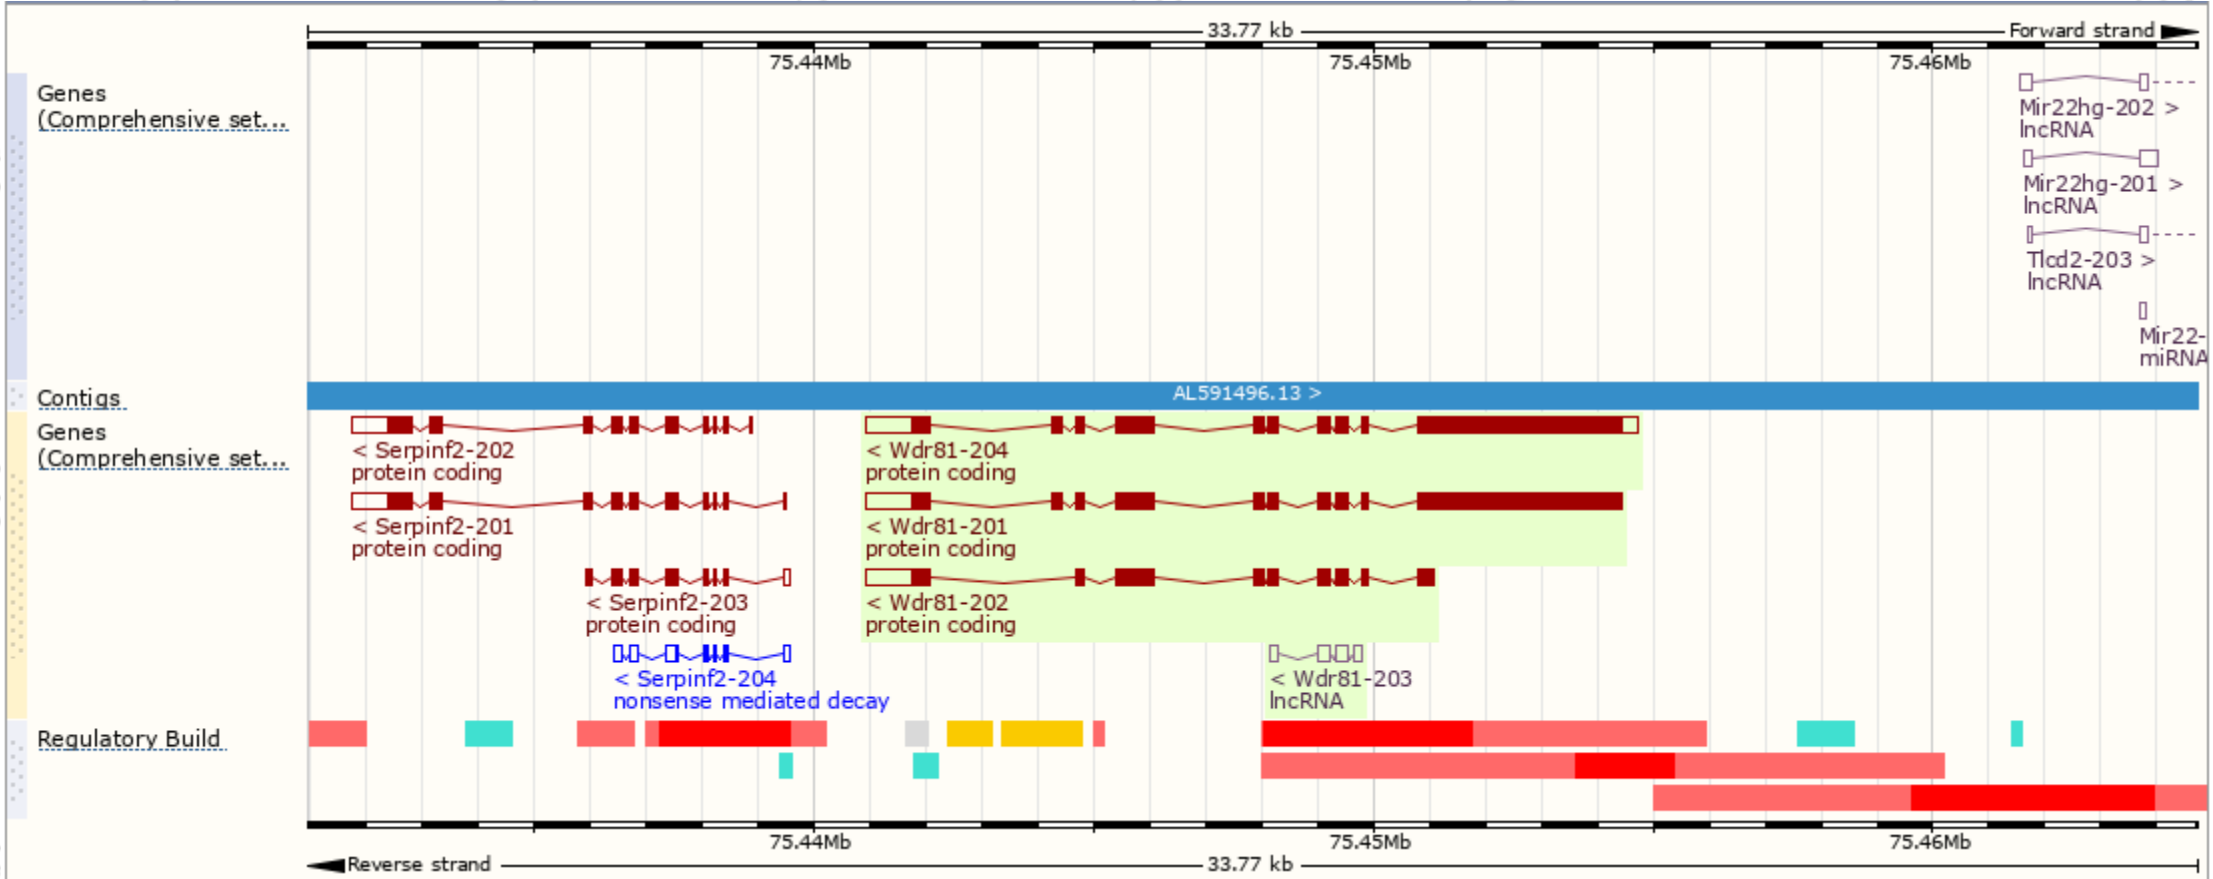 33.77 kb
Forward strand
75.44Mb 75.45Mb 75.46Mb
Genes
(Comprehensive set...
Mir22hg-202 >
lncRNA
Mir22hg-201 >
lncRNA
Tlcd2-203 >
lncRNA
Mir22-
miRNA
Contigs
AL591496.13 >
Genes
(Comprehensive set...
< Serpinf2-202
protein coding
< Wdr81-204
protein coding
< Serpinf2-201
protein coding
< Wdr81-201
protein coding
< Serpinf2-203
protein coding
< Wdr81-202
protein coding
< Serpinf2-204
nonsense mediated decay
< Wdr81-203
lncRNA
Regulatory Build
75.44Mb 75.45Mb 75.46Mb
Reverse strand
33.77 kb